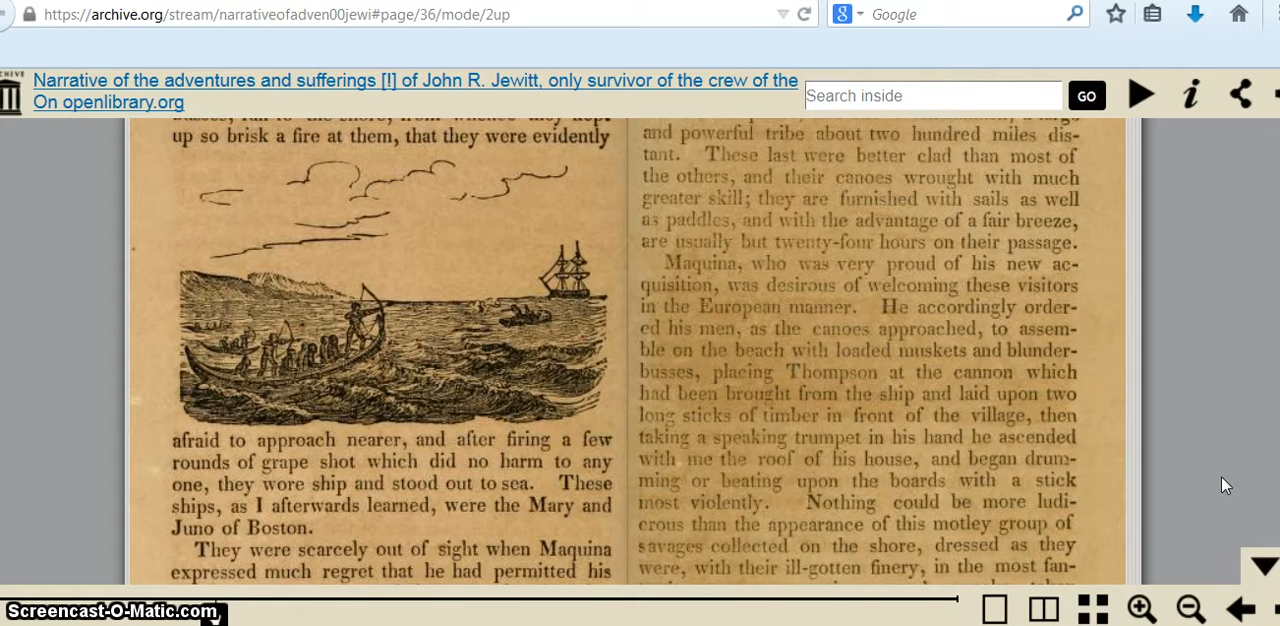 https://archive.org/stream/narrativeofadven00jewi#page/36/mode/2up
Google
Narrative of the adventures and sufferings [!] of John R. Jewitt, only survivor of the crew of the
On openlibrary.org
Search inside
GO
up so brisk a fire at them, that they were evidently
afraid to approach nearer, and after firing a few
rounds of grape shot which did no harm to any
one, they wore ship and stood out to sea. These
ships, as I afterwards learned, were the Mary and
Juno of Boston.
They were scarcely out of sight when Maquina
expressed much regret that he had permitted his
and powerful tribe about two hundred miles dis-
tant. These last were better clad than most of
the others, and their canoes wrought with much
greater skill; they are furnished with sails as well
as paddles, and with the advantage of a fair breeze,
are usually but twenty-four hours on their passage.
Maquina, who was very proud of his new ac-
quisition, was desirous of welcoming these visitors
in the European manner. He accordingly order-
ed his men, as the canoes approached, to assem-
ble on the beach with loaded muskets and blunder-
busses, placing Thompson at the cannon which
had been brought from the ship and laid upon two
long sticks of timber in front of the village, then
taking a speaking trumpet in his hand he ascended
with me the roof of his house, and began drum-
ming or beating upon the boards with a stick
most violently. Nothing could be more ludi-
crous than the appearance of this motley group of
savages collected on the shore, dressed as they
were, with their ill-gotten finery, in the most fan-
Screencast-O-Matic.com